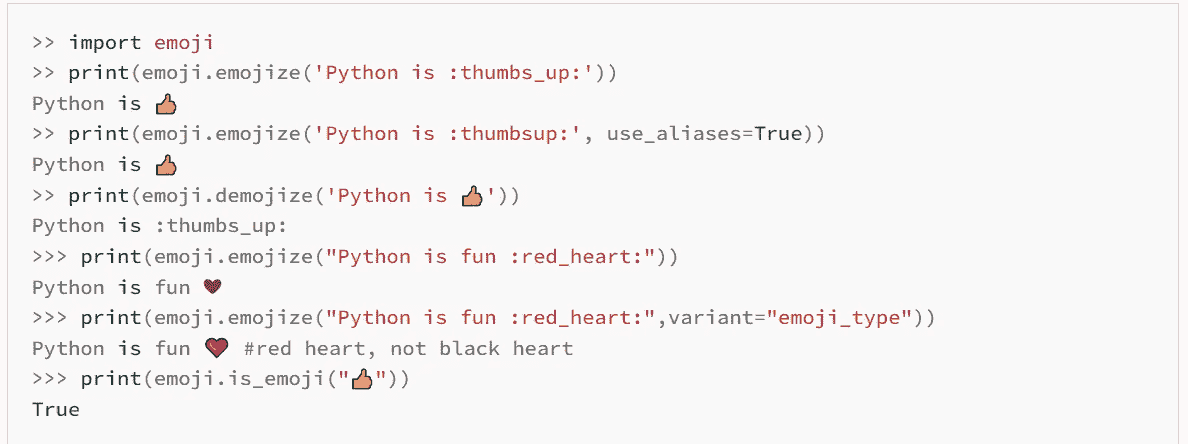 >> import emoji
>> print(emoji.emojize('Python is :thumbs_up:'))
Python is 👍
>> print(emoji.emojize('Python is :thumbsup:', use_aliases=True))
Python is 👍
>> print(emoji.demojize('Python is 👍'))
Python is :thumbs_up:
>>> print(emoji.emojize("Python is fun :red_heart:"))
Python is fun ❤
>>> print(emoji.emojize("Python is fun :red_heart:",variant="emoji_type"))
Python is fun ❤️ #red heart, not black heart
>>> print(emoji.is_emoji("👍"))
True